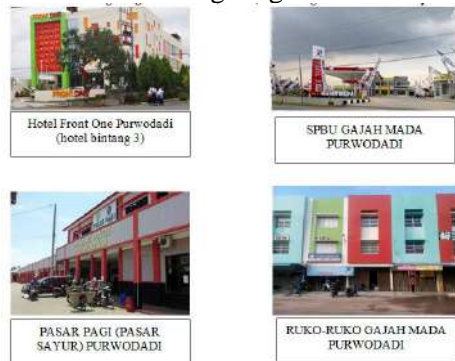 Hotel Front One Purwodadi
(hotel bintang 3)
SPBU GAJAH MADA
PURWODADI
PASAR PAGI (PASAR
SAYUR) PURWODADI
RUKO-RUKO GAJAH MADA
PURWODADI